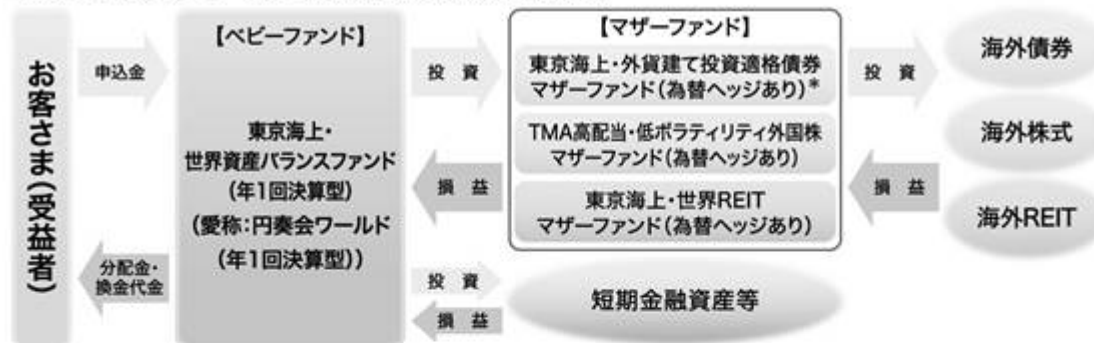 お客さま(受益者)
申込金
分配金・
換金代金
【ベビーファンド】
東京海上・
世界資産バランスファンド
(年1回決算型)
(愛称:円奏会ワールド
(年1回決算型))
投 資
損 益
投 資
損 益
【マザーファンド】
東京海上・外貨建て投資適格債券
マザーファンド(為替ヘッジあり)*
TMA高配当・低ボラティリティ外国株
マザーファンド(為替ヘッジあり)
東京海上・世界REIT
マザーファンド(為替ヘッジあり)
短期金融資産等
投 資
損 益
海外債券
海外株式
海外REIT